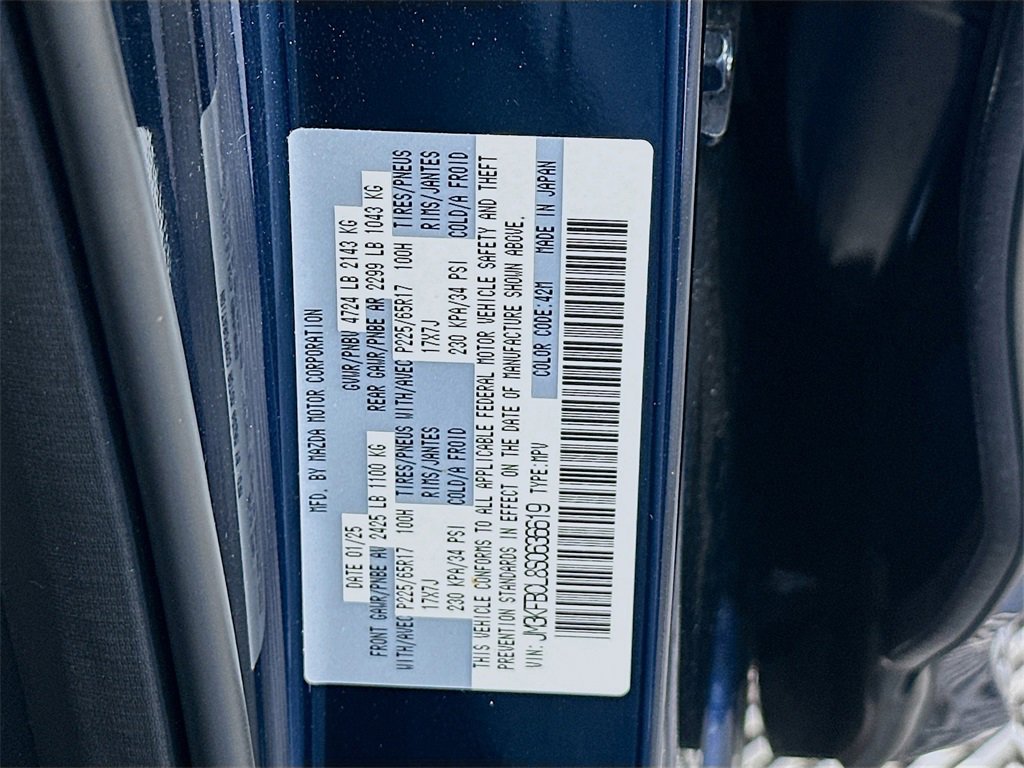 MFD. BY MAZDA MOTOR CORPORATION
DATE 01/25 GVWR/PNBV 4724 LB 2143 KG
FRONT GAWR/PNBE AV 2425 LB 1100 KG REAR GAWR/PNBE AR 2299 LB 1043 KG
WITH/AVEC P225/65R17 100H TIRES/PNEUS WITH/AVEC P225/65R17 100H TIRES/PNEUS
17X7J RIMS/JANTES 17X7J RIMS/JANTES
230 KPA/34 PSI COLD/A FROID 230 KPA/34 PSI COLD/A FROID
THIS VEHICLE CONFORMS TO ALL APPLICABLE FEDERAL MOTOR VEHICLE SAFETY AND THEFT
PREVENTION STANDARDS IN EFFECT ON THE DATE OF MANUFACTURE SHOWN ABOVE.
VIN: JM3KFBCL8S0636619 TYPE:MPV COLOR CODE:42M MADE IN JAPAN